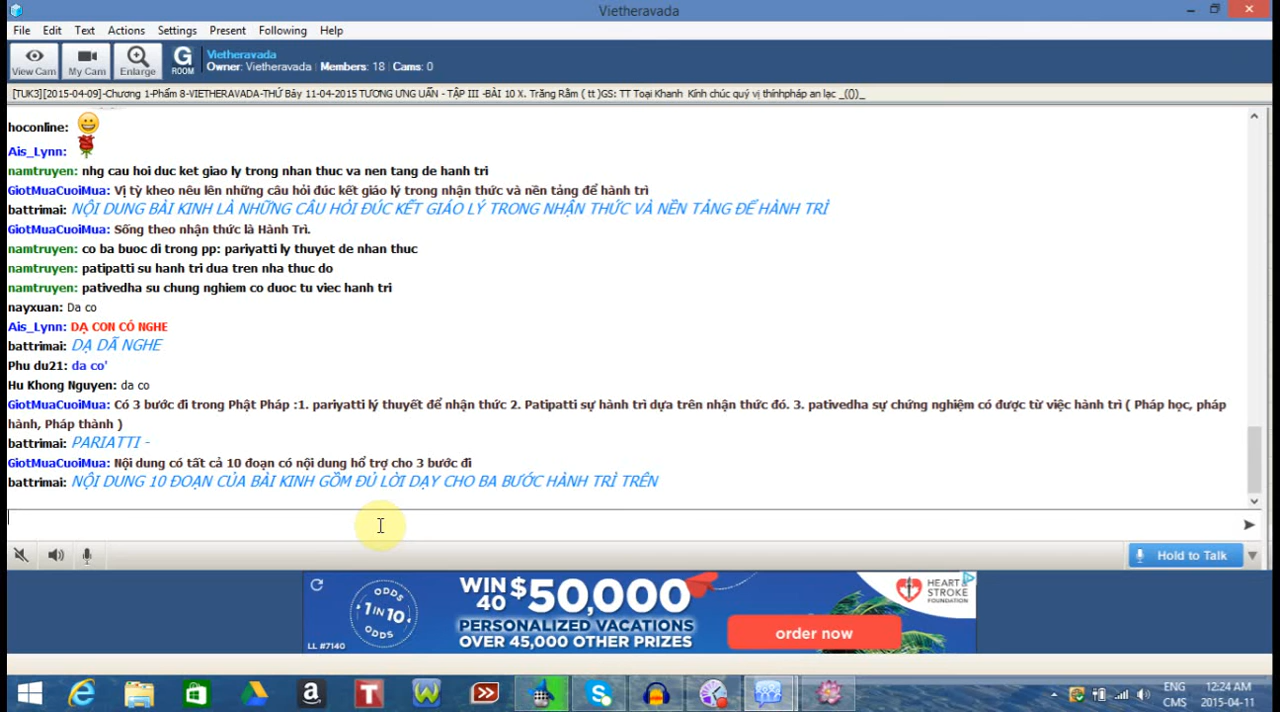 Vietheravada
File Edit Text Actions Settings Present Following Help
View Cam My Cam Enlarge G ROOM Vietheravada
Owner: Vietheravada | Members: 18 | Cams: 0
[TUK3][2015-04-09]-Chương 1-Phẩm 8-VIETHERAVADA-THỨ Bảy 11-04-2015 TƯƠNG ƯNG UẨN - TẬP III -BÀI 10 X. Trăng Rằm ( tt )GS: TT Toại Khanh Kính chúc quý vị thínhpháp an lạc _(())_
hoconline:
Ais_Lynn:
namtruyen: nhg cau hoi duc ket giao ly trong nhan thuc va nen tang de hanh tri
GiotMuaCuoiMua: Vị tỳ kheo nêu lên những câu hỏi đúc kết giáo lý trong nhận thức và nền tảng để hành trì
battrimai: NỘI DUNG BÀI KINH LÀ NHỮNG CÂU HỎI ĐÚC KẾT GIÁO LÝ TRONG NHẬN THỨC VÀ NỀN TẢNG ĐỂ HÀNH TRÌ
GiotMuaCuoiMua: Sống theo nhận thức là Hành Trì.
namtruyen: co ba buoc di trong pp: pariyatti ly thuyet de nhan thuc
namtruyen: patipatti su hanh tri dua tren nha thuc do
namtruyen: pativedha su chung nghiem co duoc tu viec hanh tri
nayxuan: Da co
Ais_Lynn: DẠ CON CÓ NGHE
battrimai: DẠ DÃ NGHE
Phu du21: da co'
Hu Khong Nguyen: da co
GiotMuaCuoiMua: Có 3 bước đi trong Phật Pháp :1. pariyatti lý thuyết để nhận thức 2. Patipatti sự hành trì dựa trên nhận thức đó. 3. pativedha sự chứng nghiệm có được từ việc hành trì ( Pháp học, pháp
hành, Pháp thành )
battrimai: PARIATTI -
GiotMuaCuoiMua: Nội dung có tất cả 10 đoạn có nội dung hổ trợ cho 3 bước đi
battrimai: NỘI DUNG 10 ĐOẠN CỦA BÀI KINH GỒM ĐỦ LỜI DẠY CHO BA BƯỚC HÀNH TRÌ TRÊN
Hold to Talk
ODDS 1 IN 10 ODDS
LL #7140
WIN 40 $50,000
PERSONALIZED VACATIONS
OVER 45,000 OTHER PRIZES
order now
HEART & STROKE FOUNDATION
ENG 12:24 AM
CMS 2015-04-11